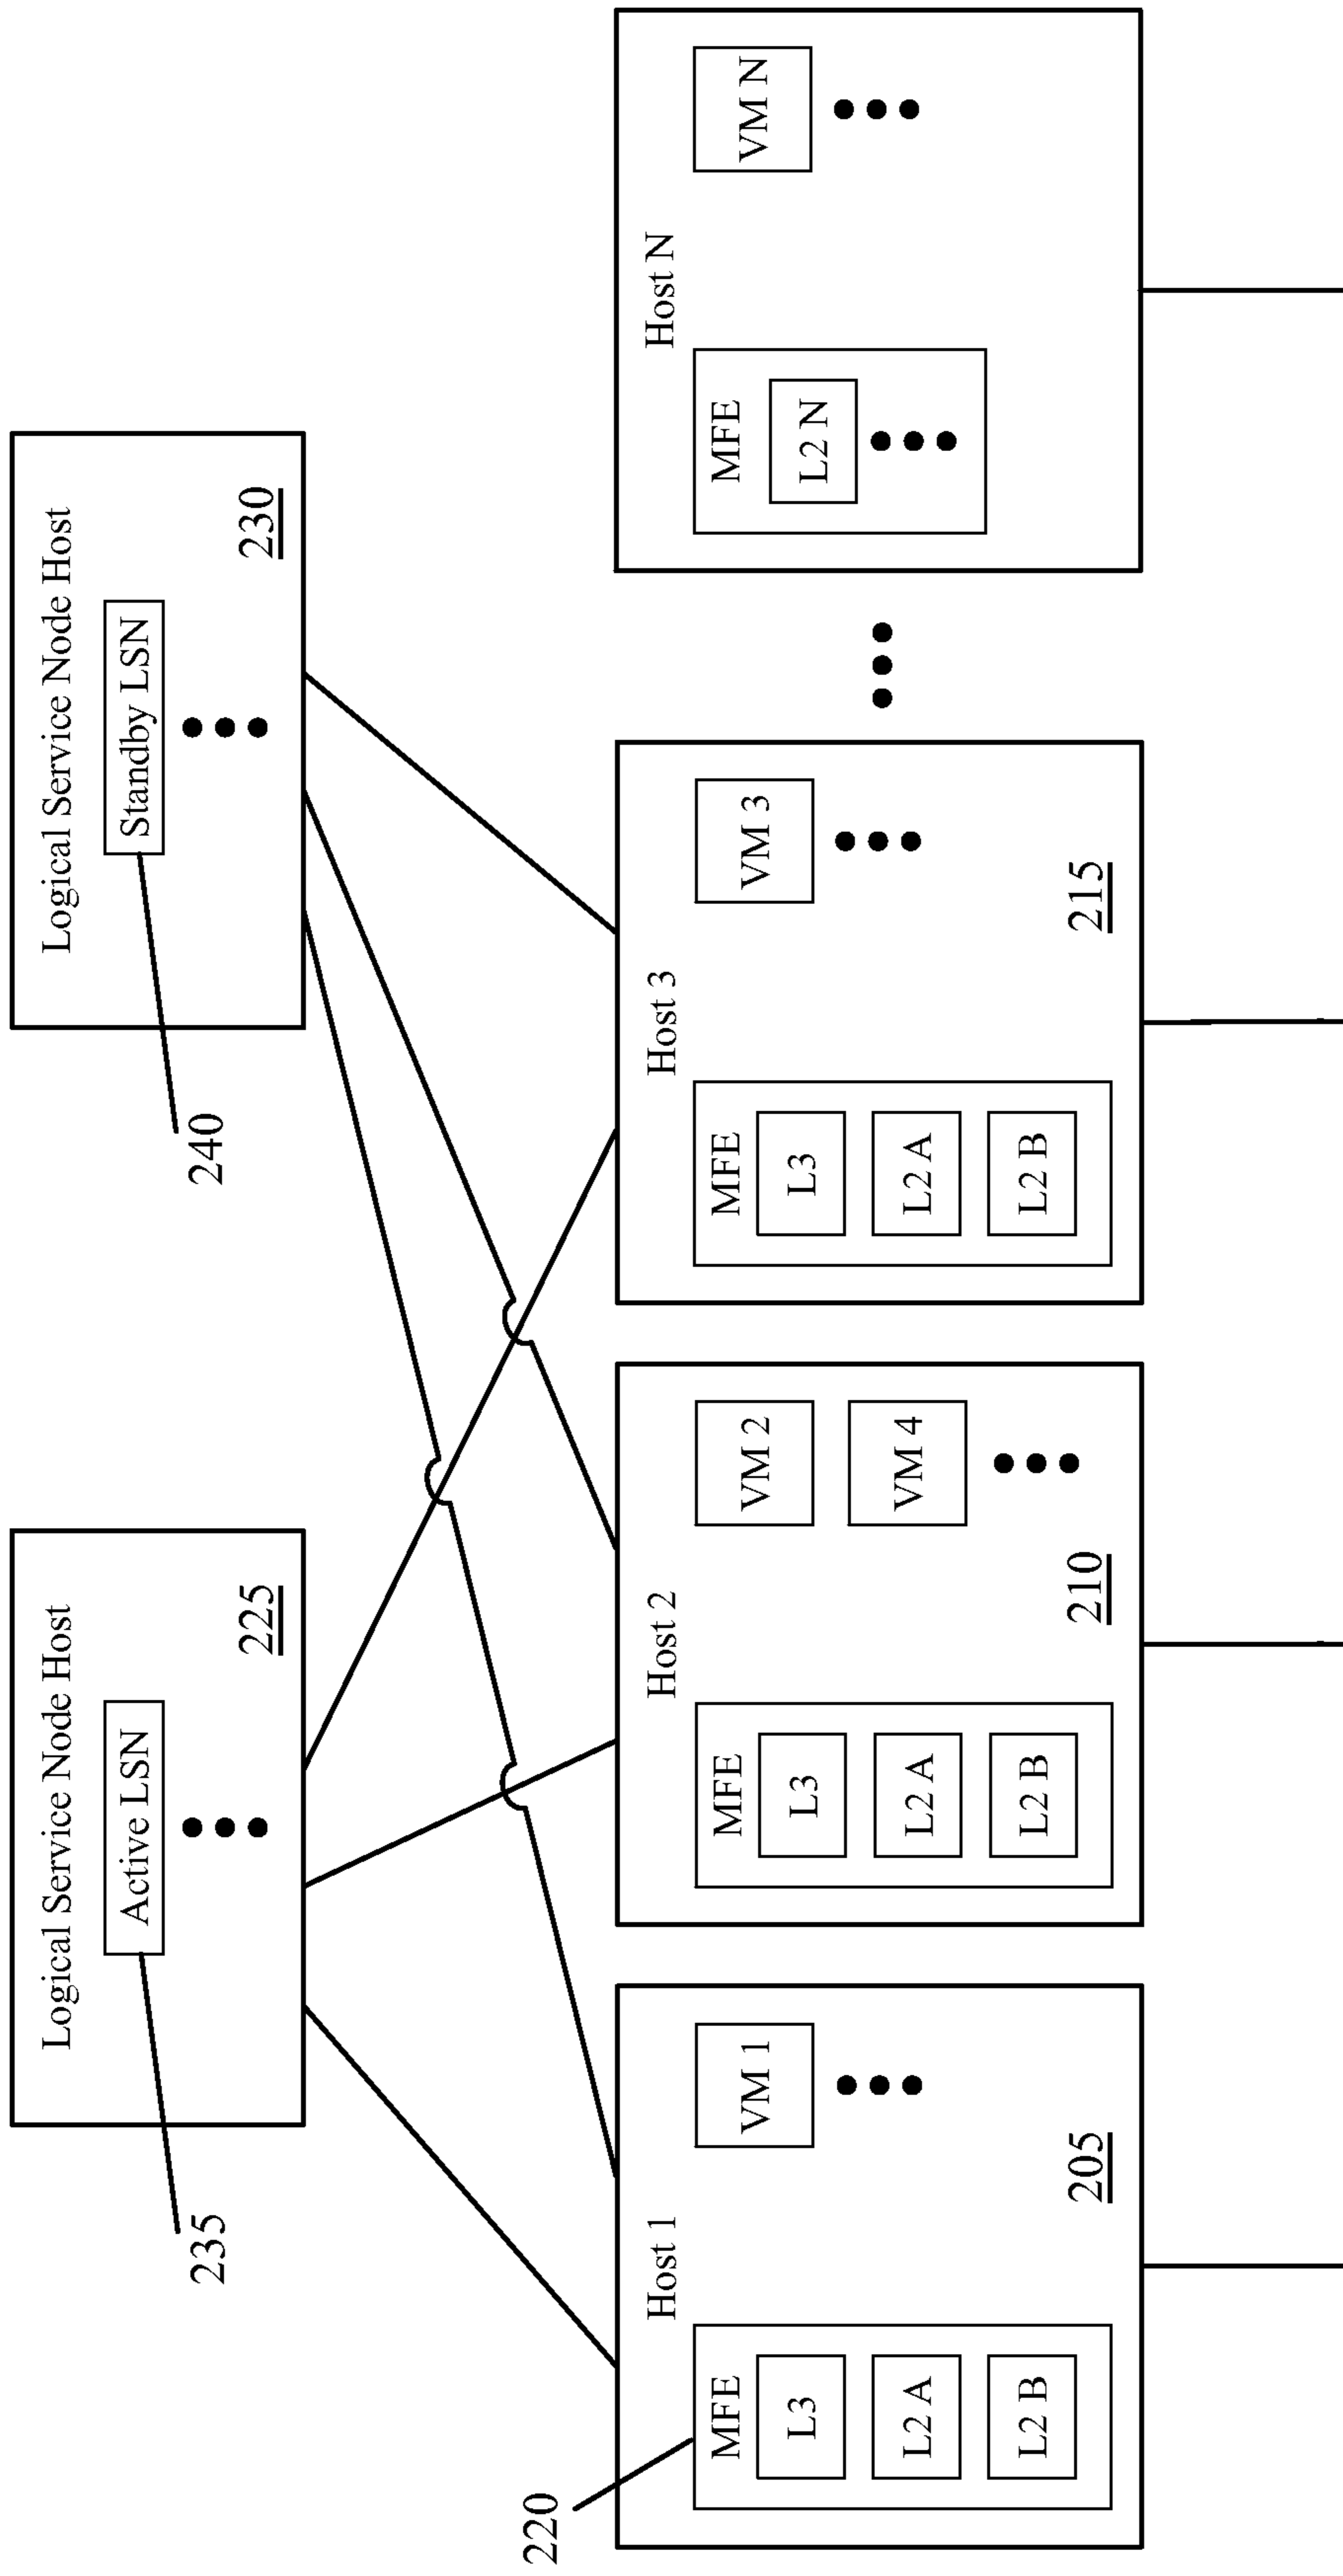 Logical Service Node Host
Active LSN
225
235
Logical Service Node Host
Standby LSN
230
240
220
Host 1
MFE
L3
L2 A
L2 B
VM 1
205
Host 2
MFE
L3
L2 A
L2 B
VM 2
VM 4
210
Host 3
MFE
L3
L2 A
L2 B
VM 3
215
Host N
MFE
L2 N
VM N